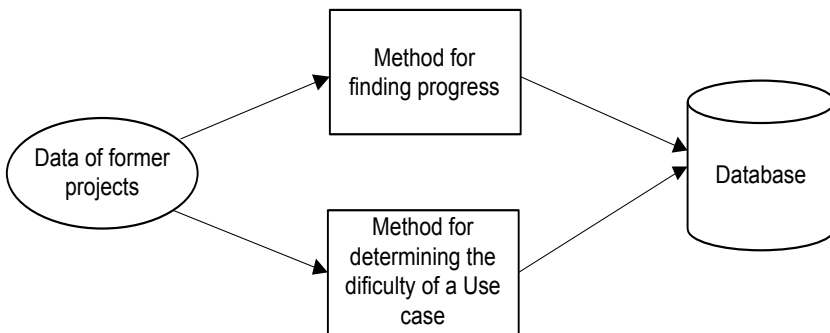 Method for
finding progress
Data of former
projects
Database
Method for
determining the
dificulty of a Use
case